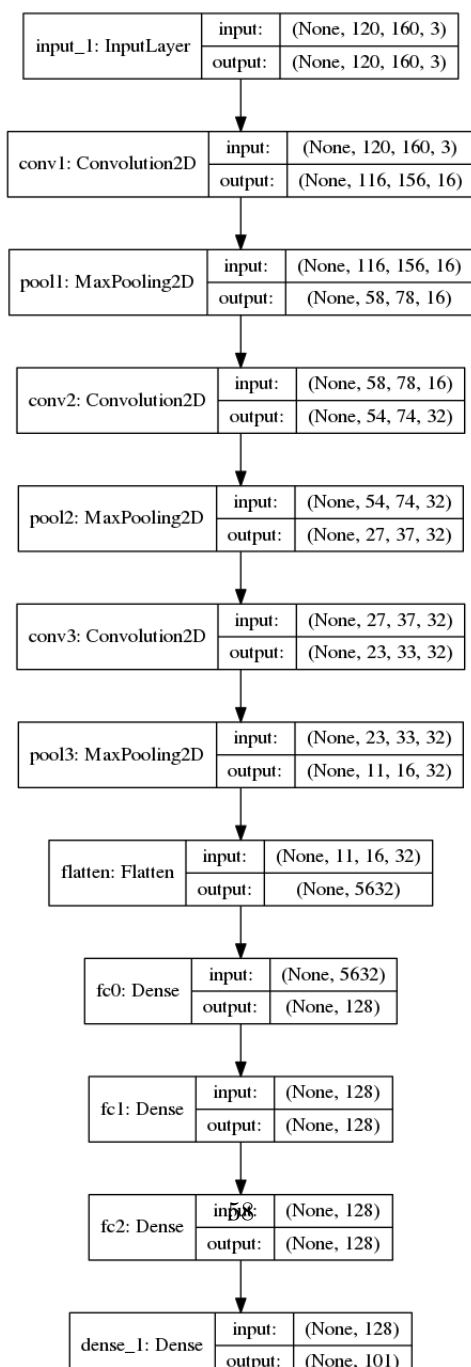 input_1: InputLayer
input: (None, 120, 160, 3)
output: (None, 120, 160, 3)
conv1: Convolution2D
input: (None, 120, 160, 3)
output: (None, 116, 156, 16)
pool1: MaxPooling2D
input: (None, 116, 156, 16)
output: (None, 58, 78, 16)
conv2: Convolution2D
input: (None, 58, 78, 16)
output: (None, 54, 74, 32)
pool2: MaxPooling2D
input: (None, 54, 74, 32)
output: (None, 27, 37, 32)
conv3: Convolution2D
input: (None, 27, 37, 32)
output: (None, 23, 33, 32)
pool3: MaxPooling2D
input: (None, 23, 33, 32)
output: (None, 11, 16, 32)
flatten: Flatten
input: (None, 11, 16, 32)
output: (None, 5632)
fc0: Dense
input: (None, 5632)
output: (None, 128)
fc1: Dense
input: (None, 128)
output: (None, 128)
fc2: Dense
input: (None, 128)
58
output: (None, 128)
dense_1: Dense
input: (None, 128)
output: (None, 101)